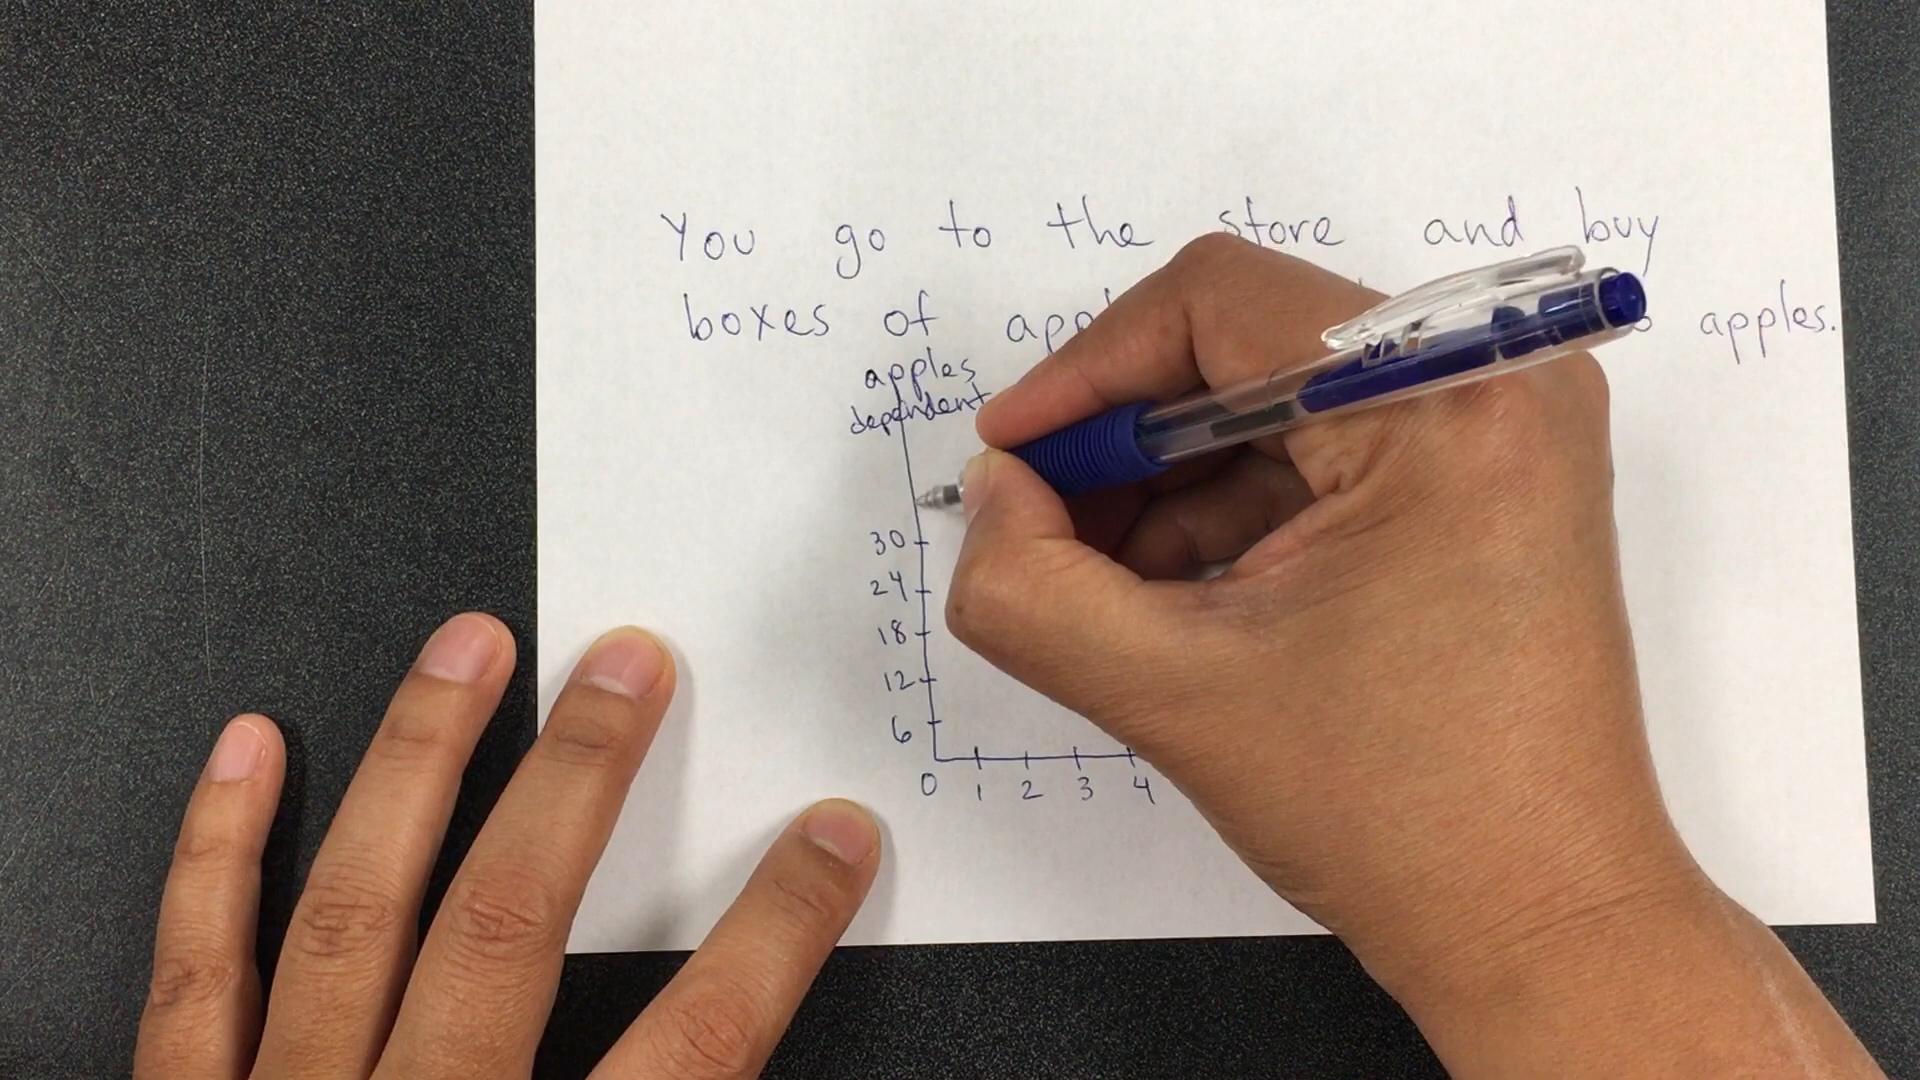 You go to the store and buy
boxes of apples.
apples
dependent
30
24
18
12
6
0 1 2 3 4